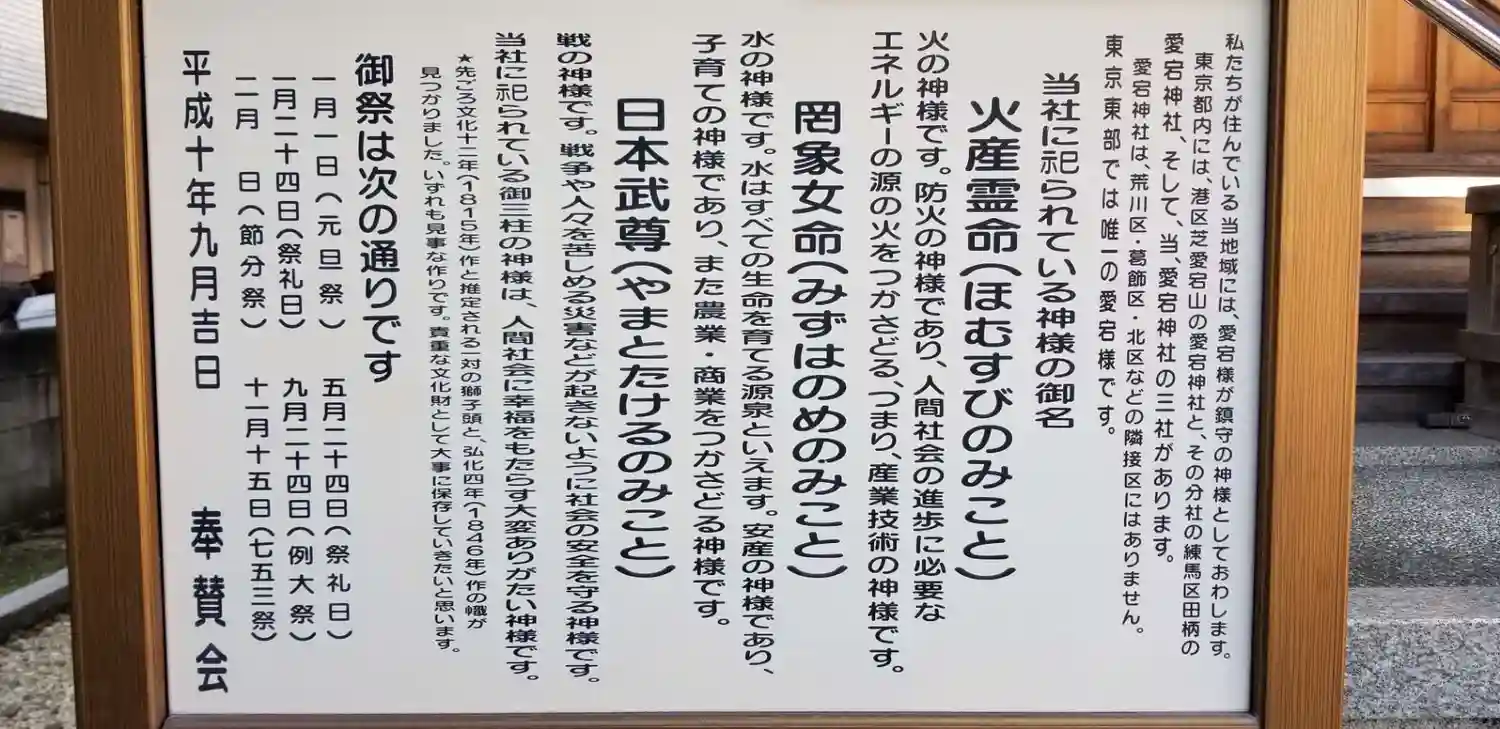 私たちが住んでいる当地域には、愛宕様が鎮守の神様としておわします。
東京都内には、港区芝愛宕山の愛宕神社と、その分社の練馬区田柄の
愛宕神社、そして、当、愛宕神社の三社があります。
愛宕神社は、荒川区・葛飾区・北区などの隣接区にはありません。
東京東部では唯一の愛宕様です。
当社に祀られている神様の御名
火産霊命(ほむすびのみこと)
火の神様です。防火の神様であり、人間社会の進歩に必要な
エネルギーの源の火をつかさどる、つまり、産業技術の神様です。
罔象女命(みずはのめのみこと)
水の神様です。水はすべての生命を育てる源泉といえます。安産の神様であり、
子育ての神様であり、また農業・商業をつかさどる神様です。
日本武尊(やまとたけるのみこと)
戦の神様です。戦争や人々を苦しめる災害などが起きないように社会の安全を守る神様です。
当社に祀られている御三柱の神様は、人間社会に幸福をもたらす大変ありがたい神様です。
★先ごろ文化十二年(1815年)作と推定される一対の獅子頭と、弘化四年(1846年)作の幟が
見つかりました。いずれも見事な作りです。貴重な文化財として大事に保存していきたいと思います。
御祭は次の通りです
一月一日(元旦祭) 五月二十四日(祭礼日)
一月二十四日(祭礼日) 九月二十四日(例大祭)
二月 日(節分祭) 十一月十五日(七五三祭)
平成十年九月吉日 奉賛会